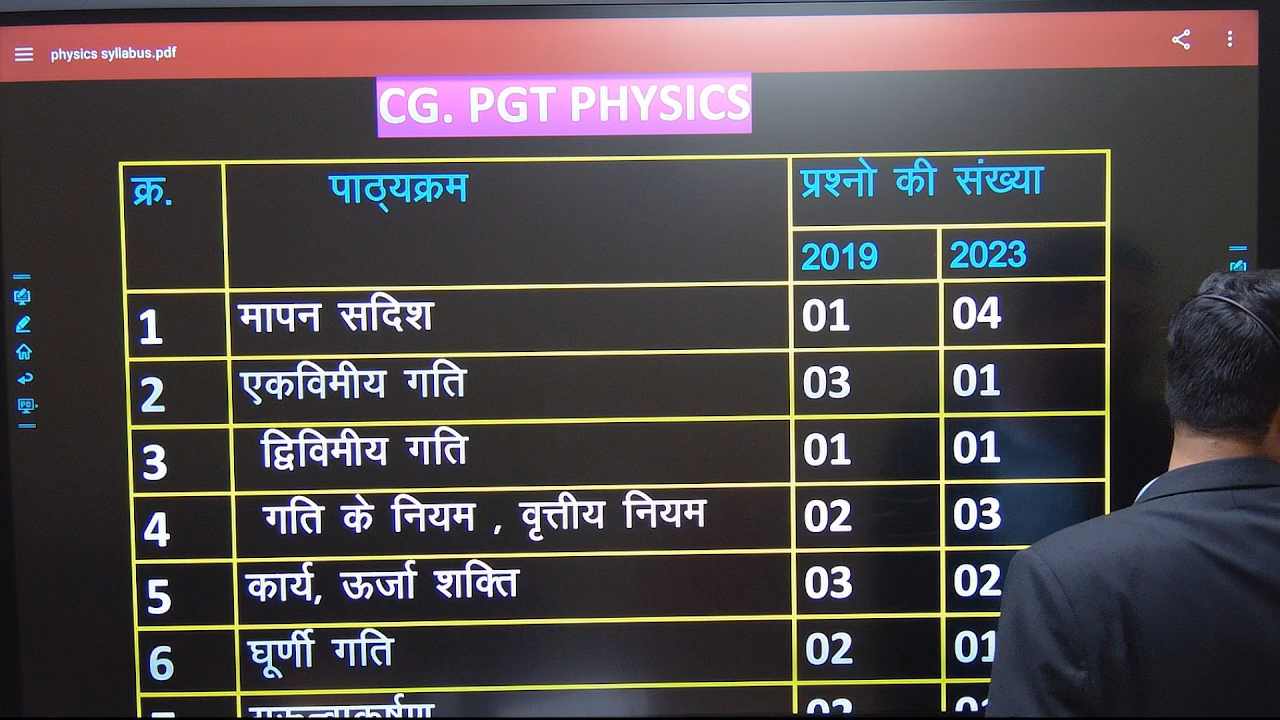 physics syllabus.pdf
CG. PGT PHYSICS
क्र. पाठ्यक्रम प्रश्नो की संख्या
2019 2023
1 मापन सदिश 01 04
2 एकविमीय गति 03 01
3 द्विविमीय गति 01 01
4 गति के नियम , वृत्तीय नियम 02 03
5 कार्य, ऊर्जा शक्ति 03 02
6 घूर्णी गति 02 01